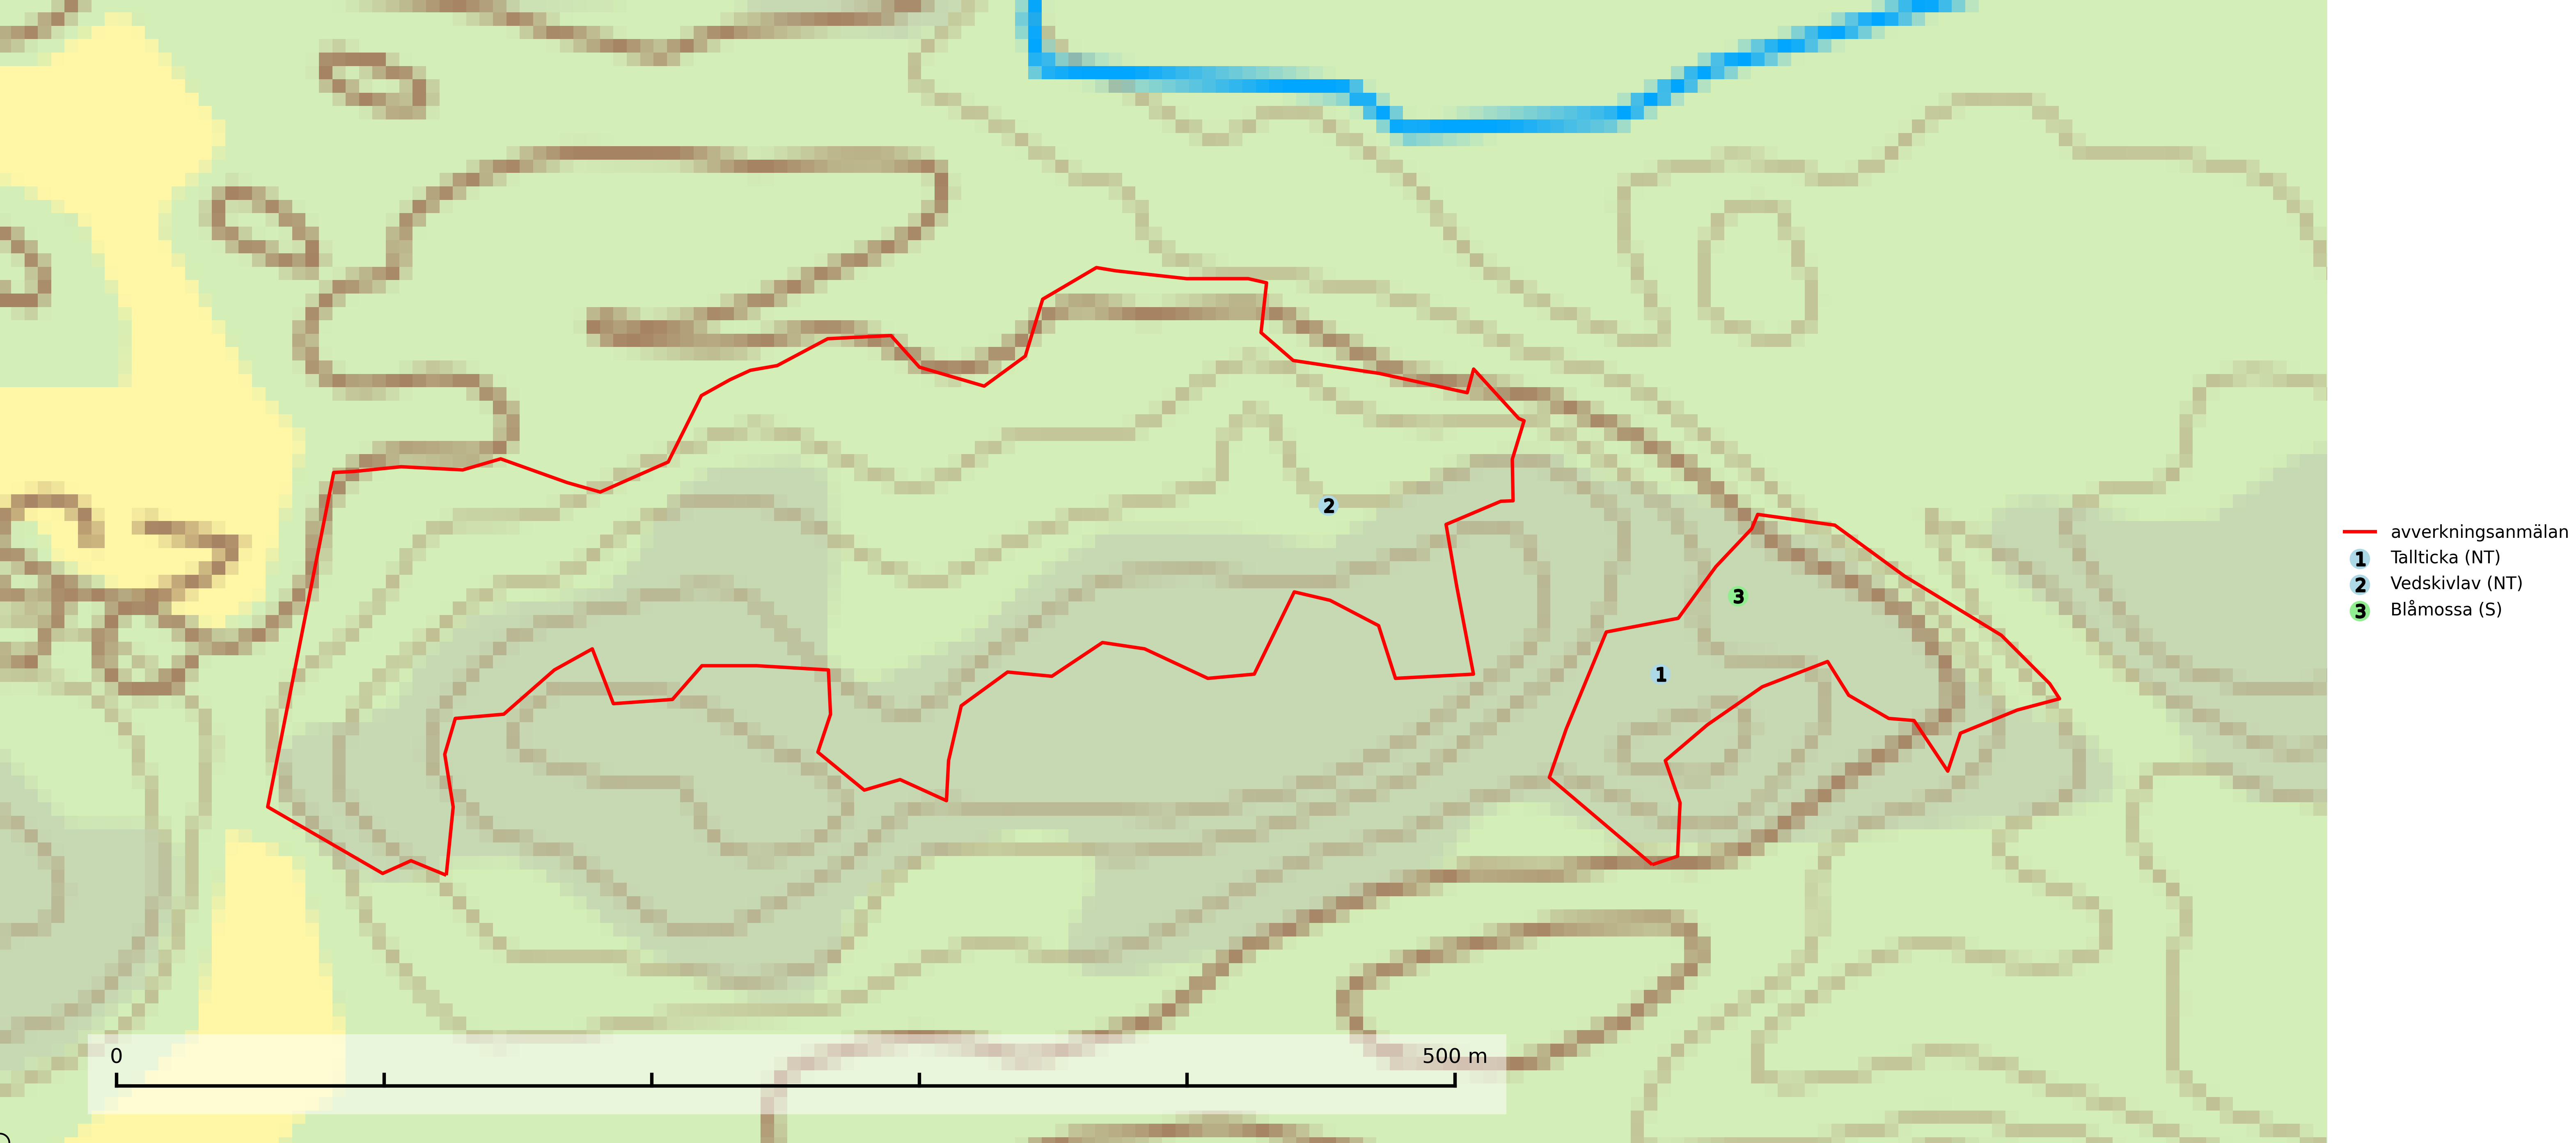 avverkningsanmälan
1 Tallticka (NT)
2 Vedskivlav (NT)
3 Blåmossa (S)
2
3
1
0 500 m